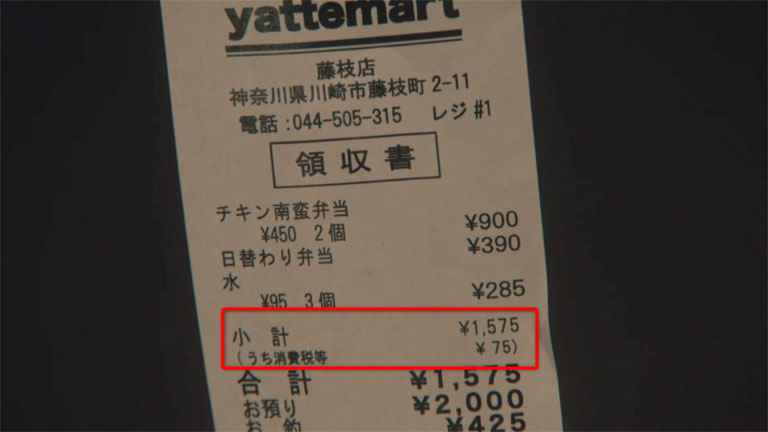 yattemart
藤枝店
神奈川県川崎市藤枝町 2-11
電話:044-505-315 レジ #1
領収書
チキン南蛮弁当 ¥900
¥450 2個
日替わり弁当 ¥390
水
¥95 3個 ¥285
小 計 ¥1,575
(うち消費税等 ¥ 75)
合 計 ¥1,575
お預り ¥2,000
お釣 ¥425